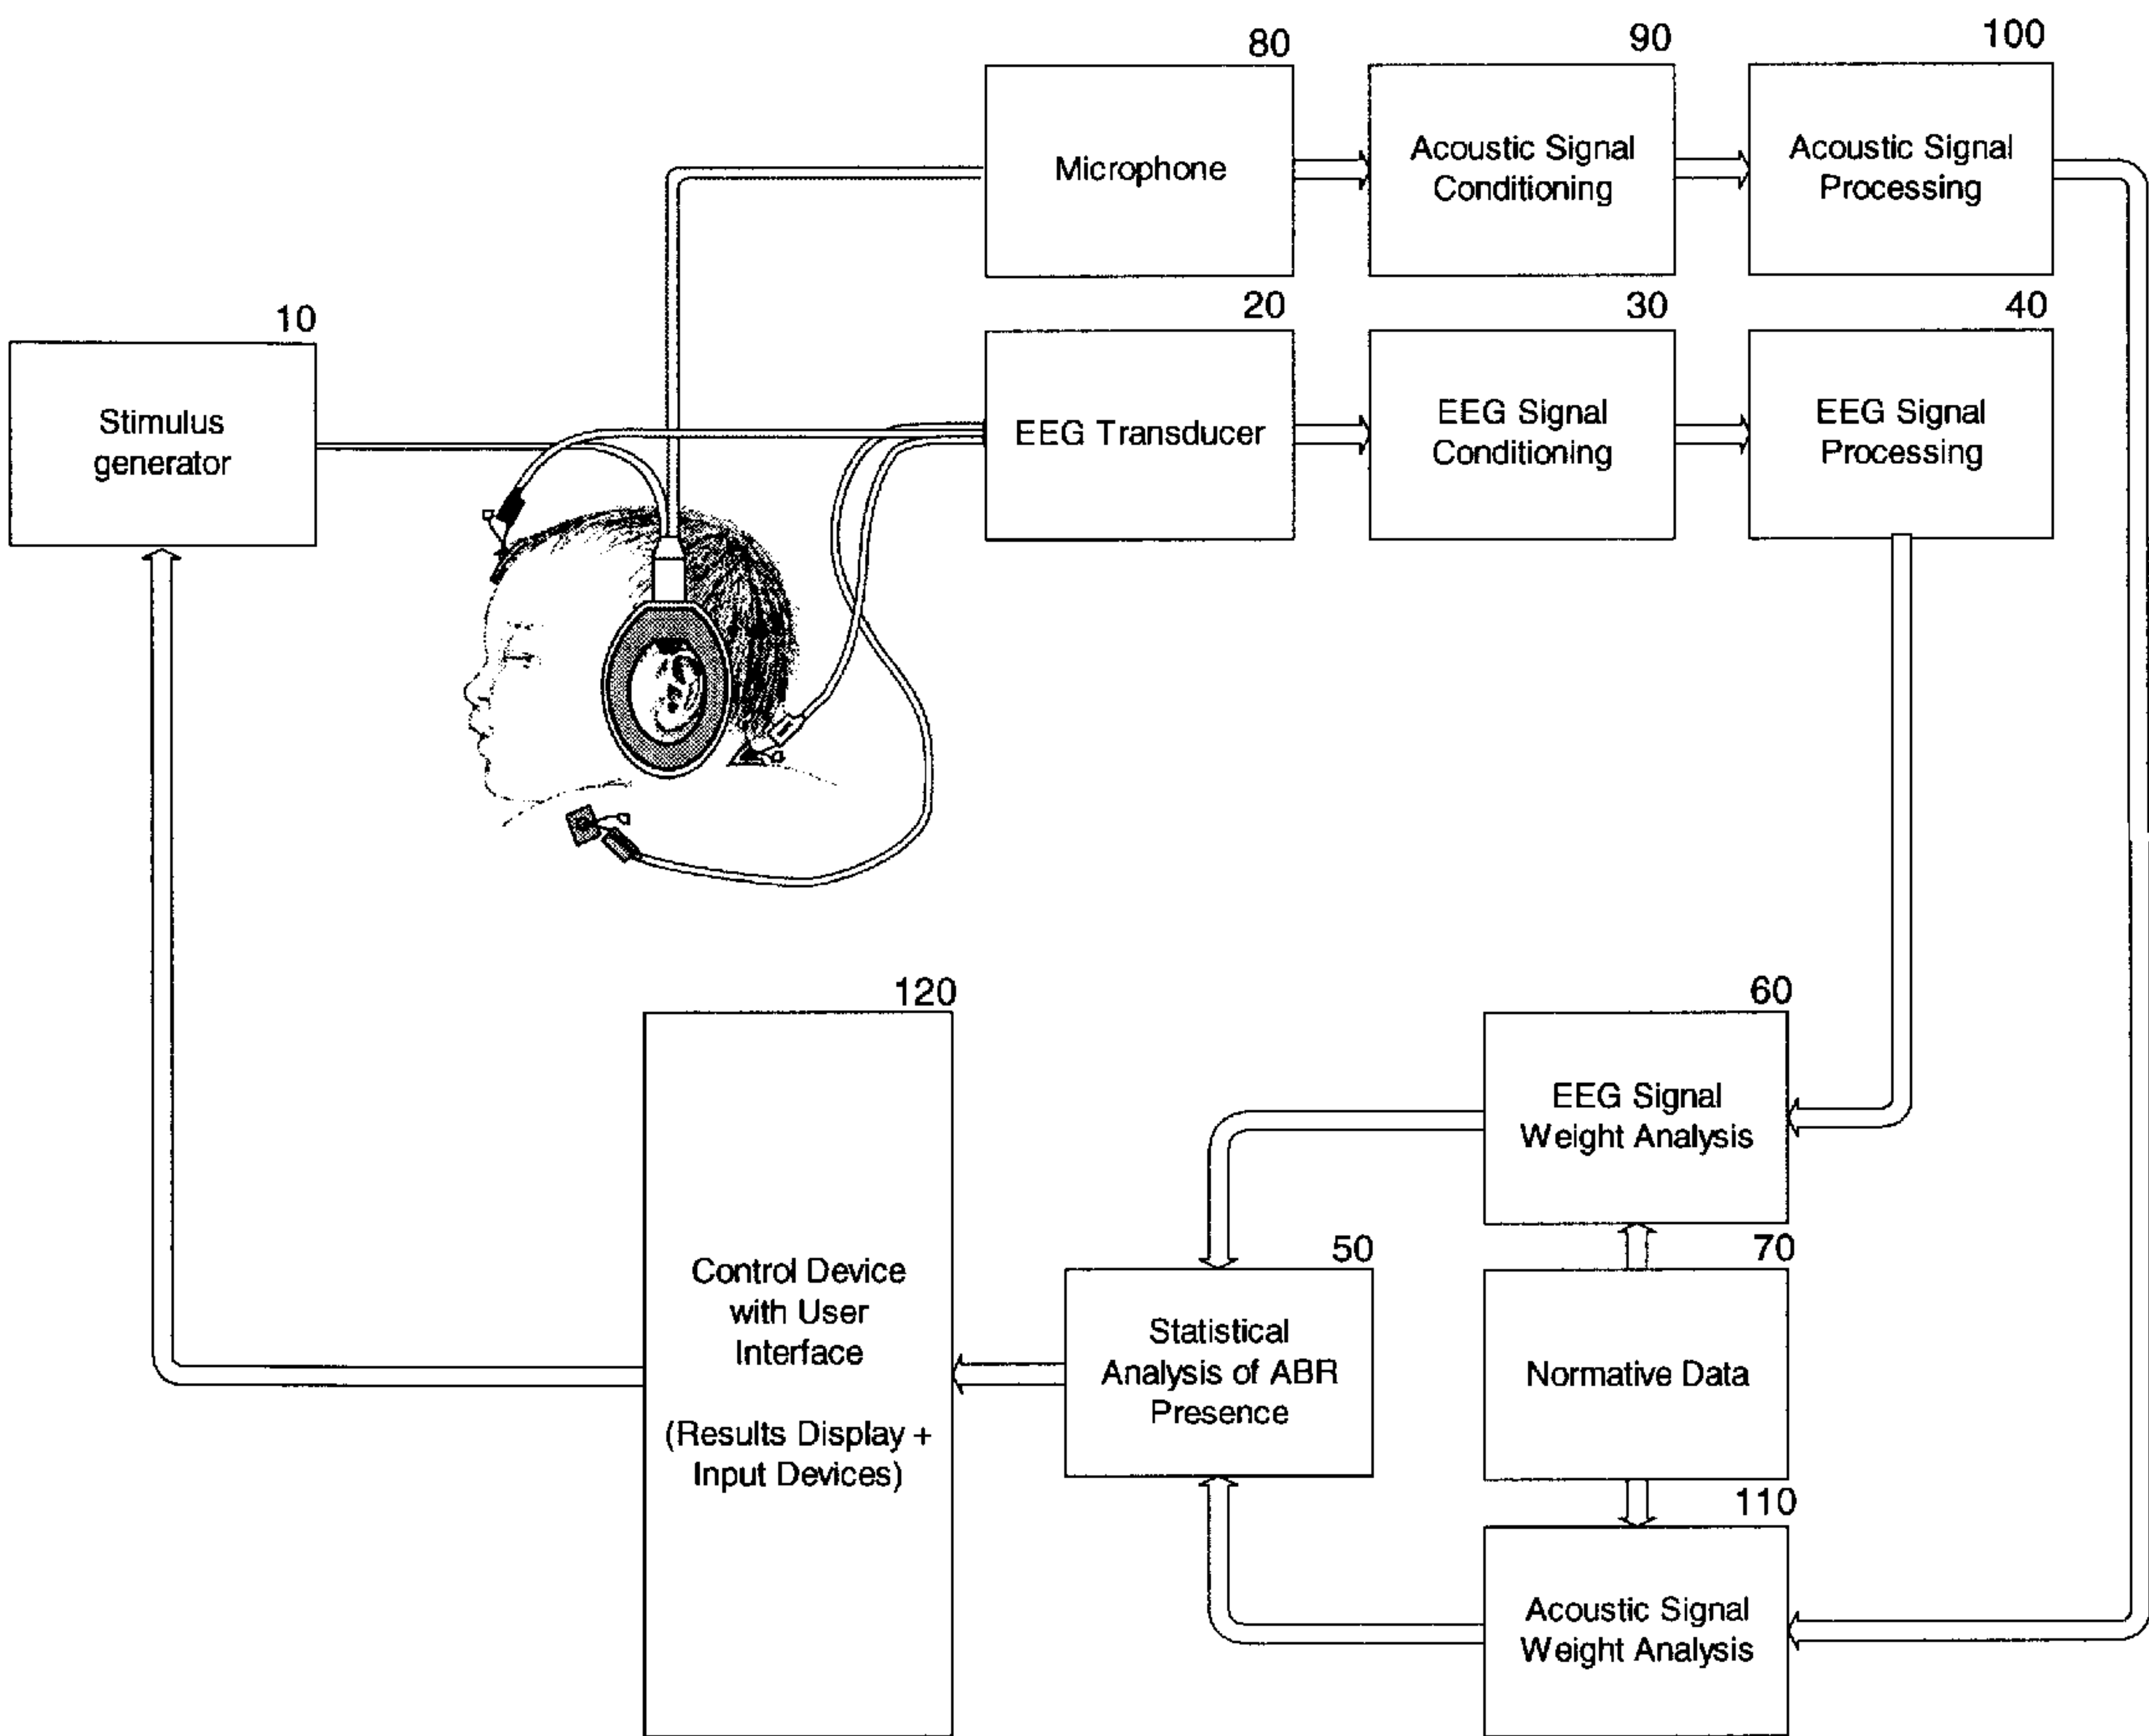 80
Microphone
90
Acoustic Signal
Conditioning
100
Acoustic Signal
Processing
10
Stimulus
generator
20
EEG Transducer
30
EEG Signal
Conditioning
40
EEG Signal
Processing
120
Control Device
with User
Interface
(Results Display +
Input Devices)
60
EEG Signal
Weight Analysis
50
Statistical
Analysis of ABR
Presence
70
Normative Data
110
Acoustic Signal
Weight Analysis